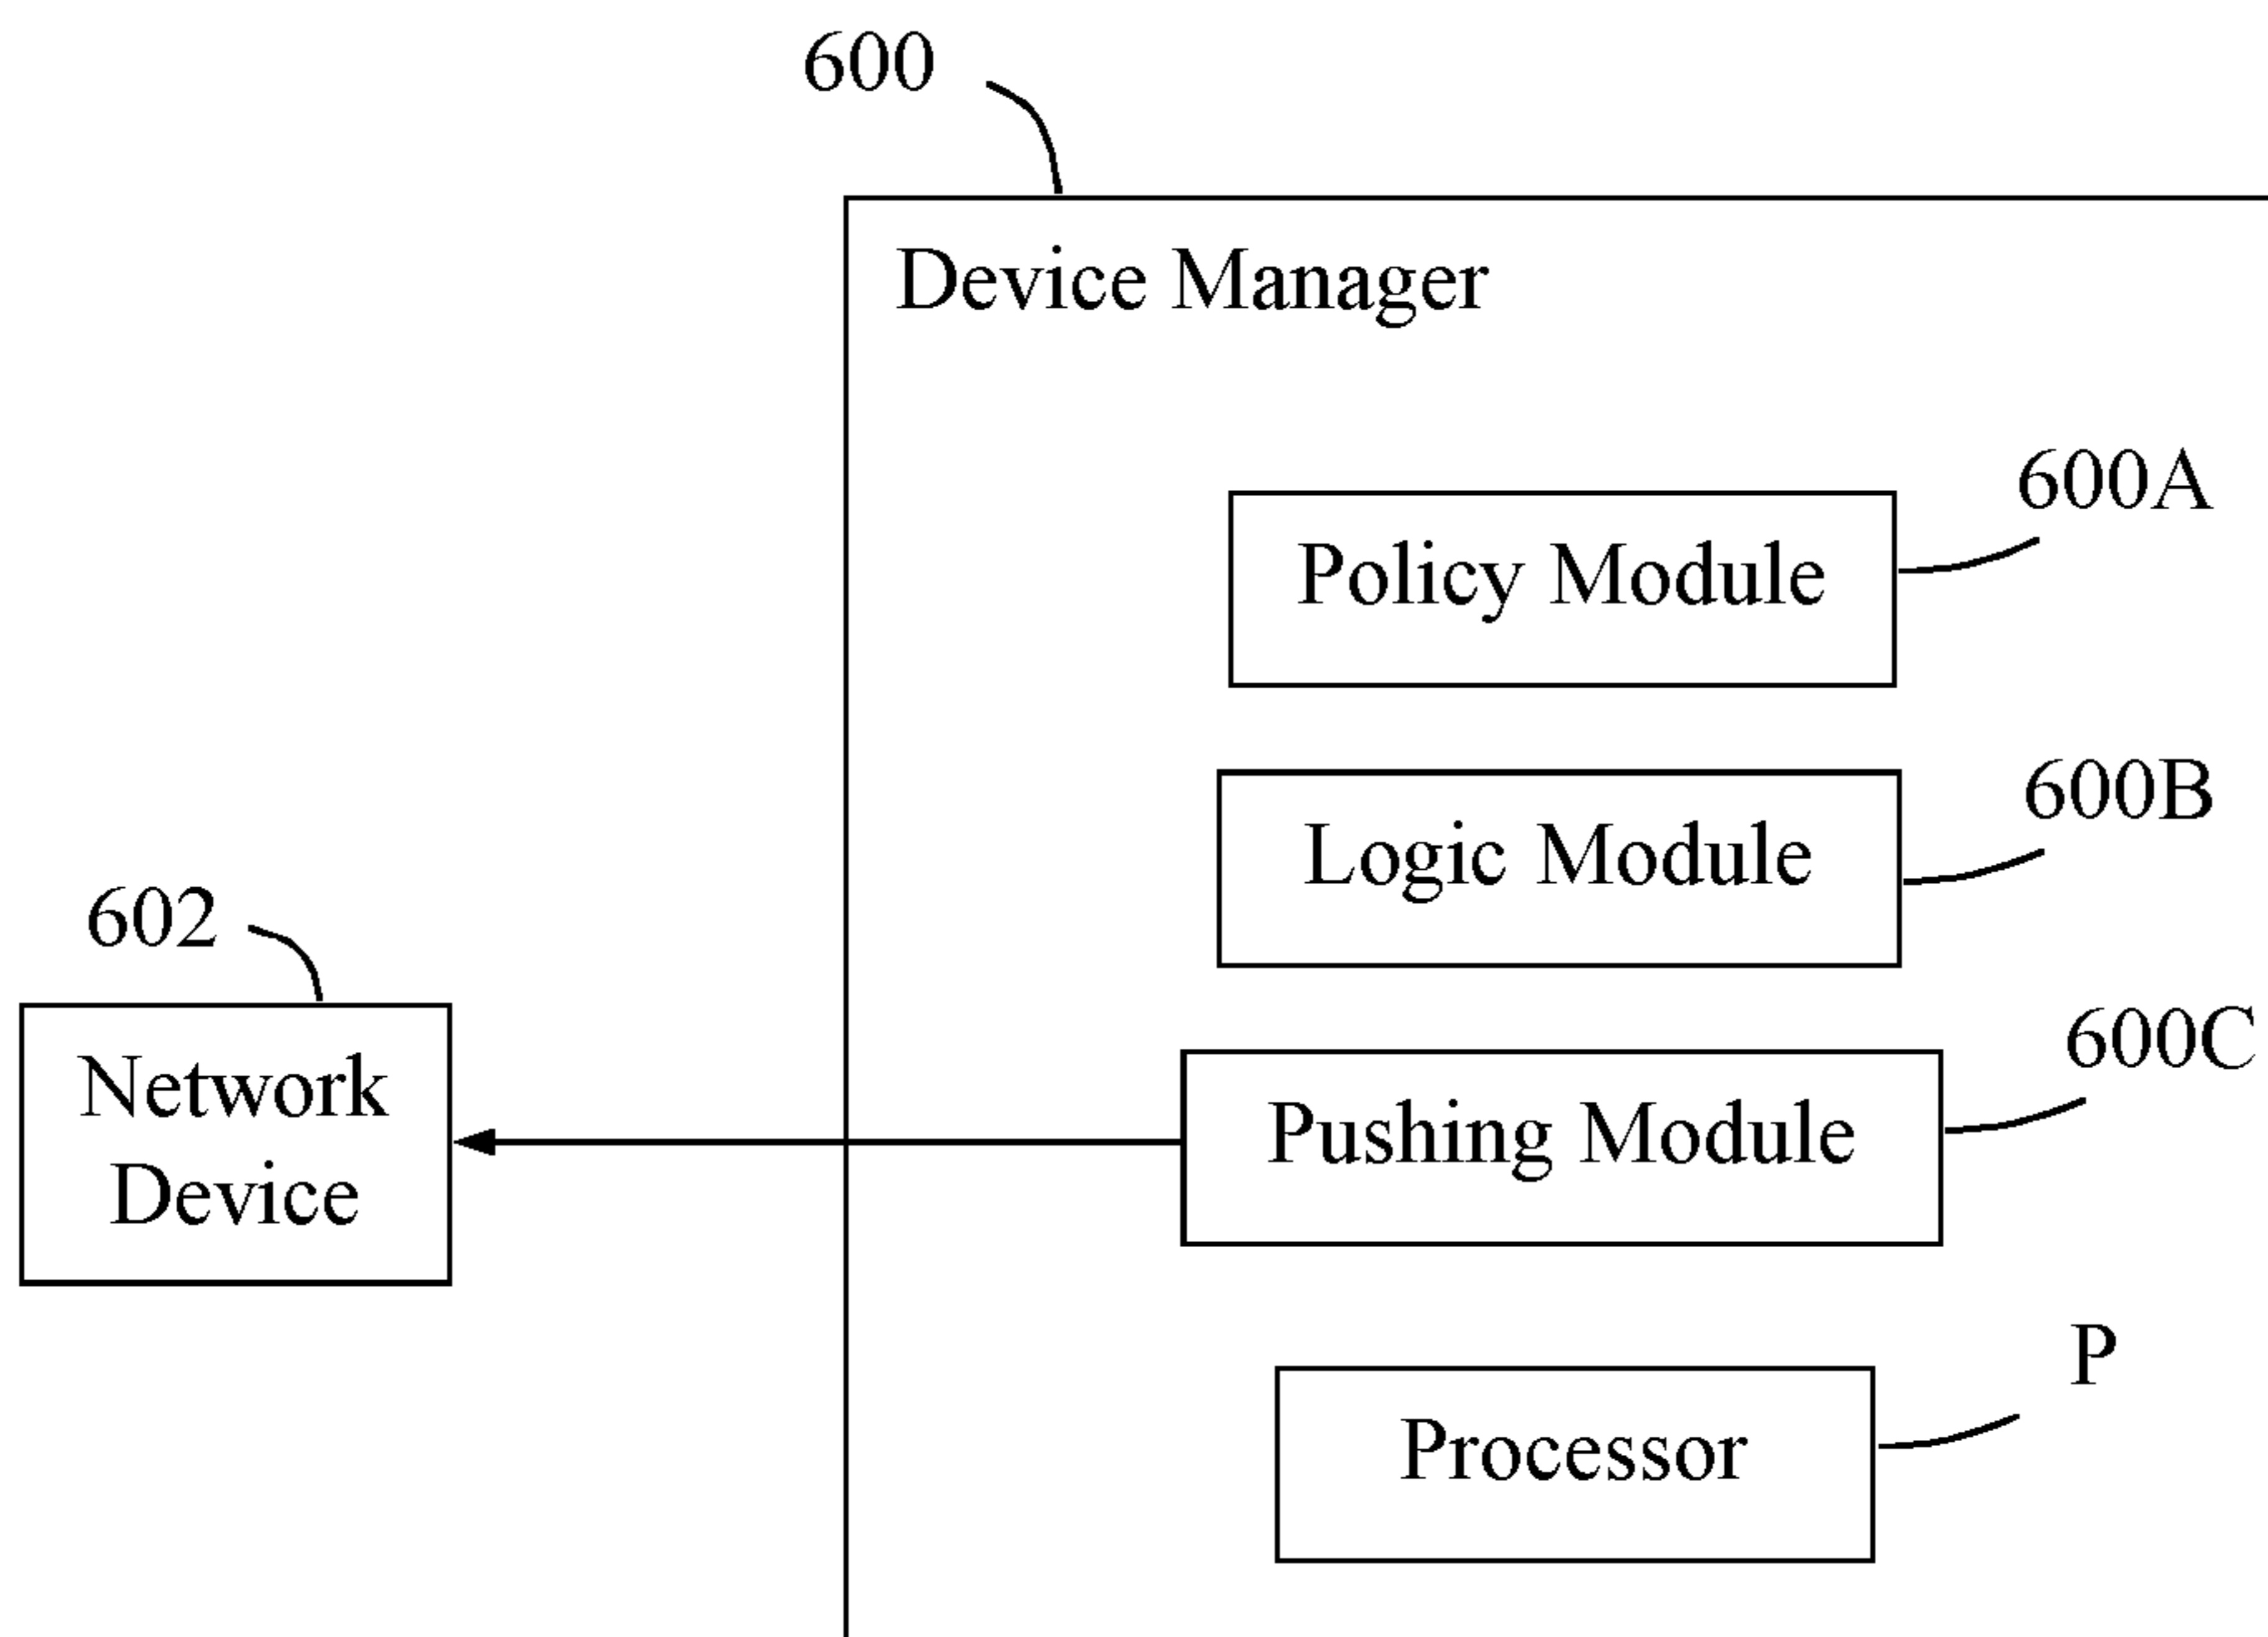 600
Device Manager
600A
Policy Module
600B
Logic Module
602
Network
Device
600C
Pushing Module
P
Processor